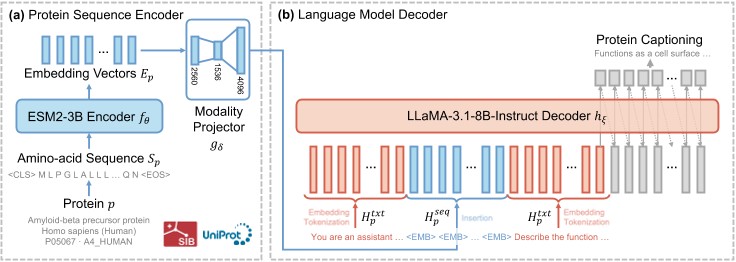 (a) Protein Sequence Encoder
Embedding Vectors E_p
2560
1536
4096
Modality
Projector
g_δ
ESM2-3B Encoder f_θ
Amino-acid Sequence S_p
<CLS> M L P G L A L L L ... Q N <EOS>
Protein p
Amyloid-beta precursor protein
Homo sapiens (Human)
P05067 · A4_HUMAN
SIB
UniProt
(b) Language Model Decoder
Protein Captioning
Functions as a cell surface ...
LLaMA-3.1-8B-Instruct Decoder h_ξ
Embedding
Tokenization
H_p^txt
H_p^seq
Insertion
H_p^txt
Embedding
Tokenization
You are an assistant ... <EMB> <EMB> ... <EMB> Describe the function ...